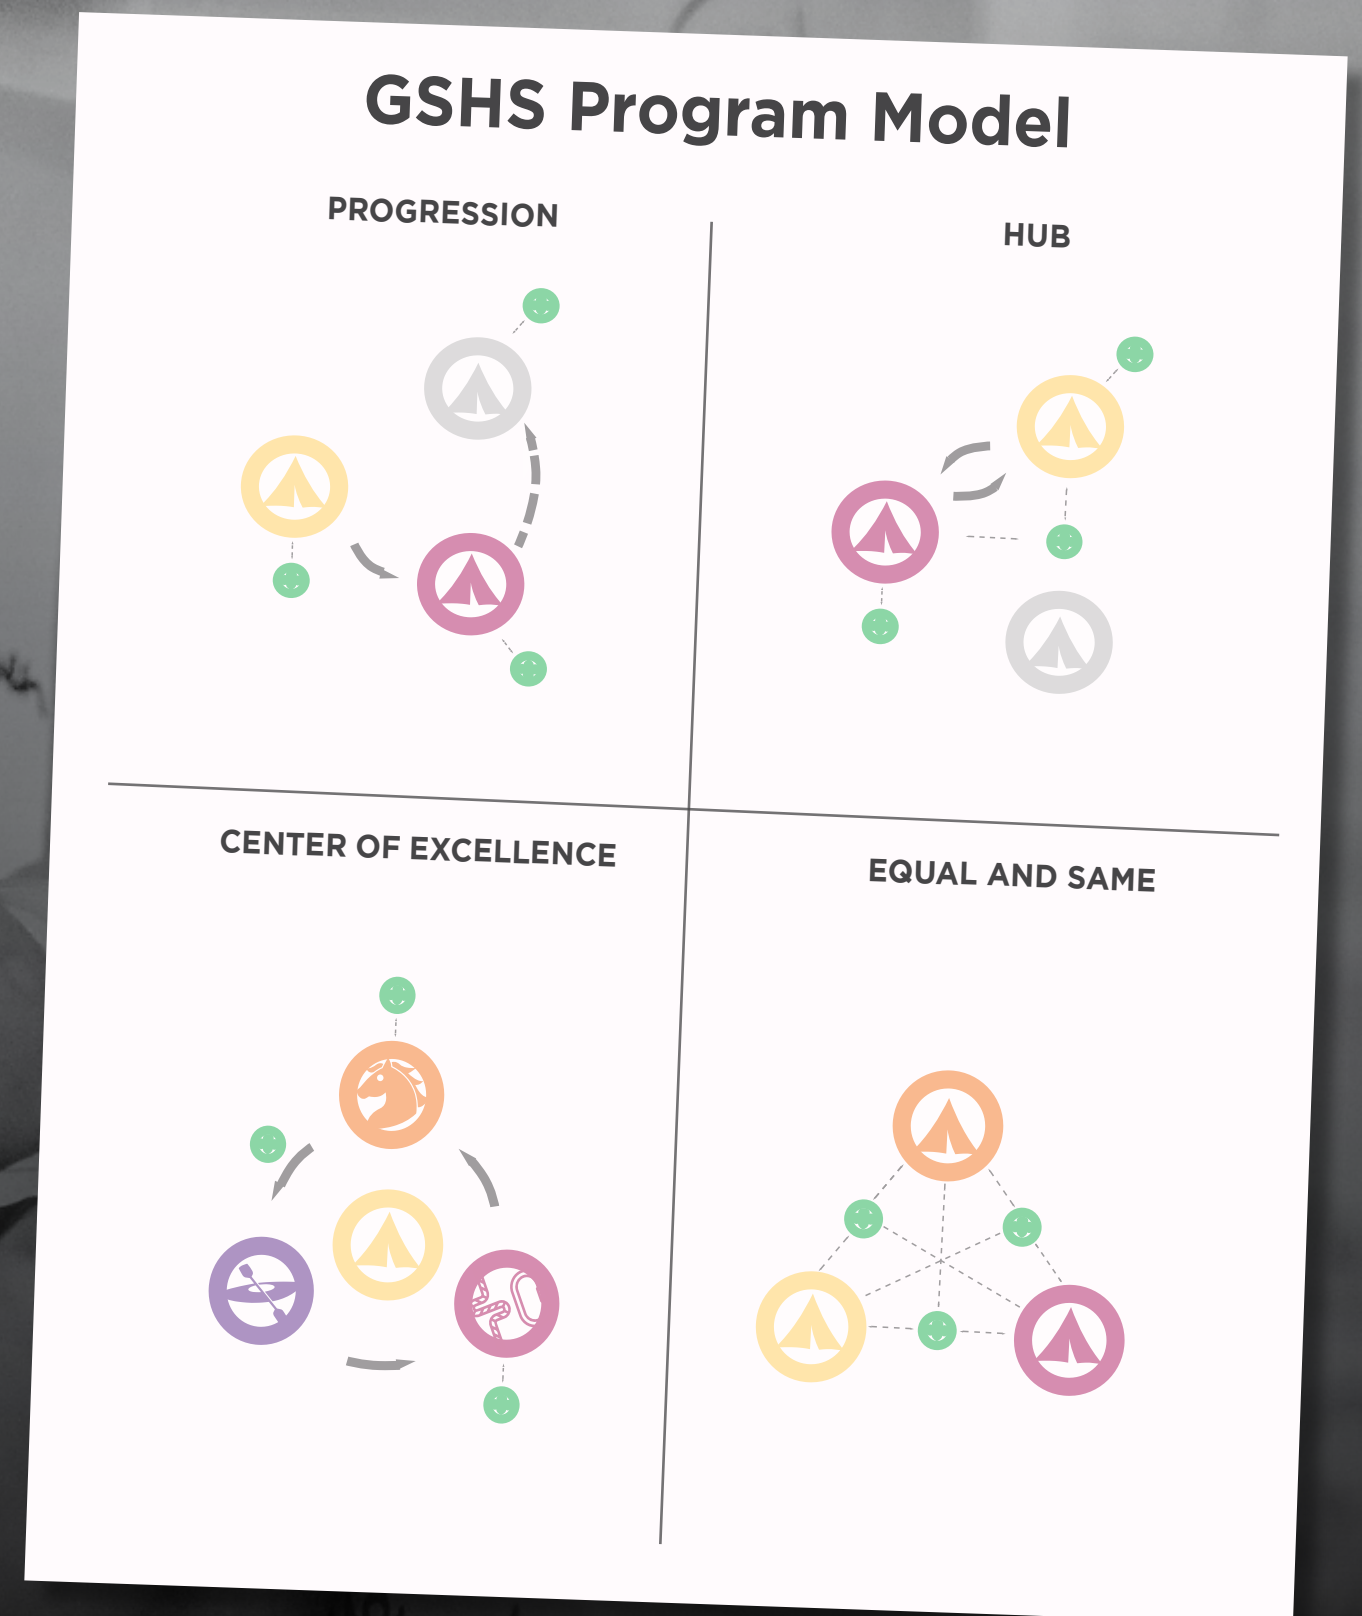 GSHS Program Model
PROGRESSION
HUB
CENTER OF EXCELLENCE
EQUAL AND SAME